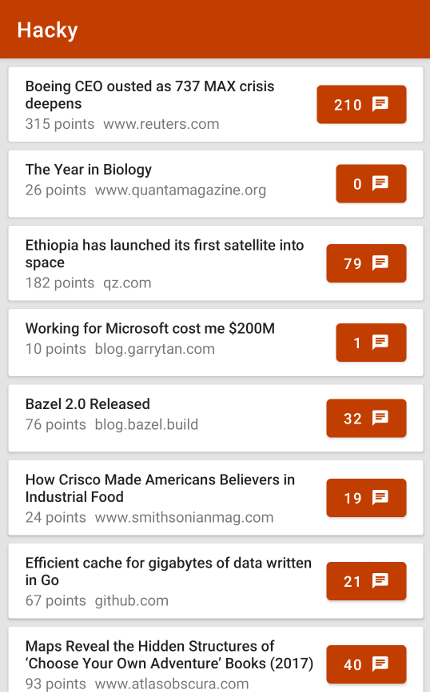 Hacky
Boeing CEO ousted as 737 MAX crisis
deepens
315 points www.reuters.com
210
The Year in Biology
26 points www.quantamagazine.org
0
Ethiopia has launched its first satellite into
space
182 points qz.com
79
Working for Microsoft cost me $200M
10 points blog.garrytan.com
1
Bazel 2.0 Released
76 points blog.bazel.build
32
How Crisco Made Americans Believers in
Industrial Food
24 points www.smithsonianmag.com
19
Efficient cache for gigabytes of data written
in Go
67 points github.com
21
Maps Reveal the Hidden Structures of
‘Choose Your Own Adventure’ Books (2017)
93 points www.atlasobscura.com
40